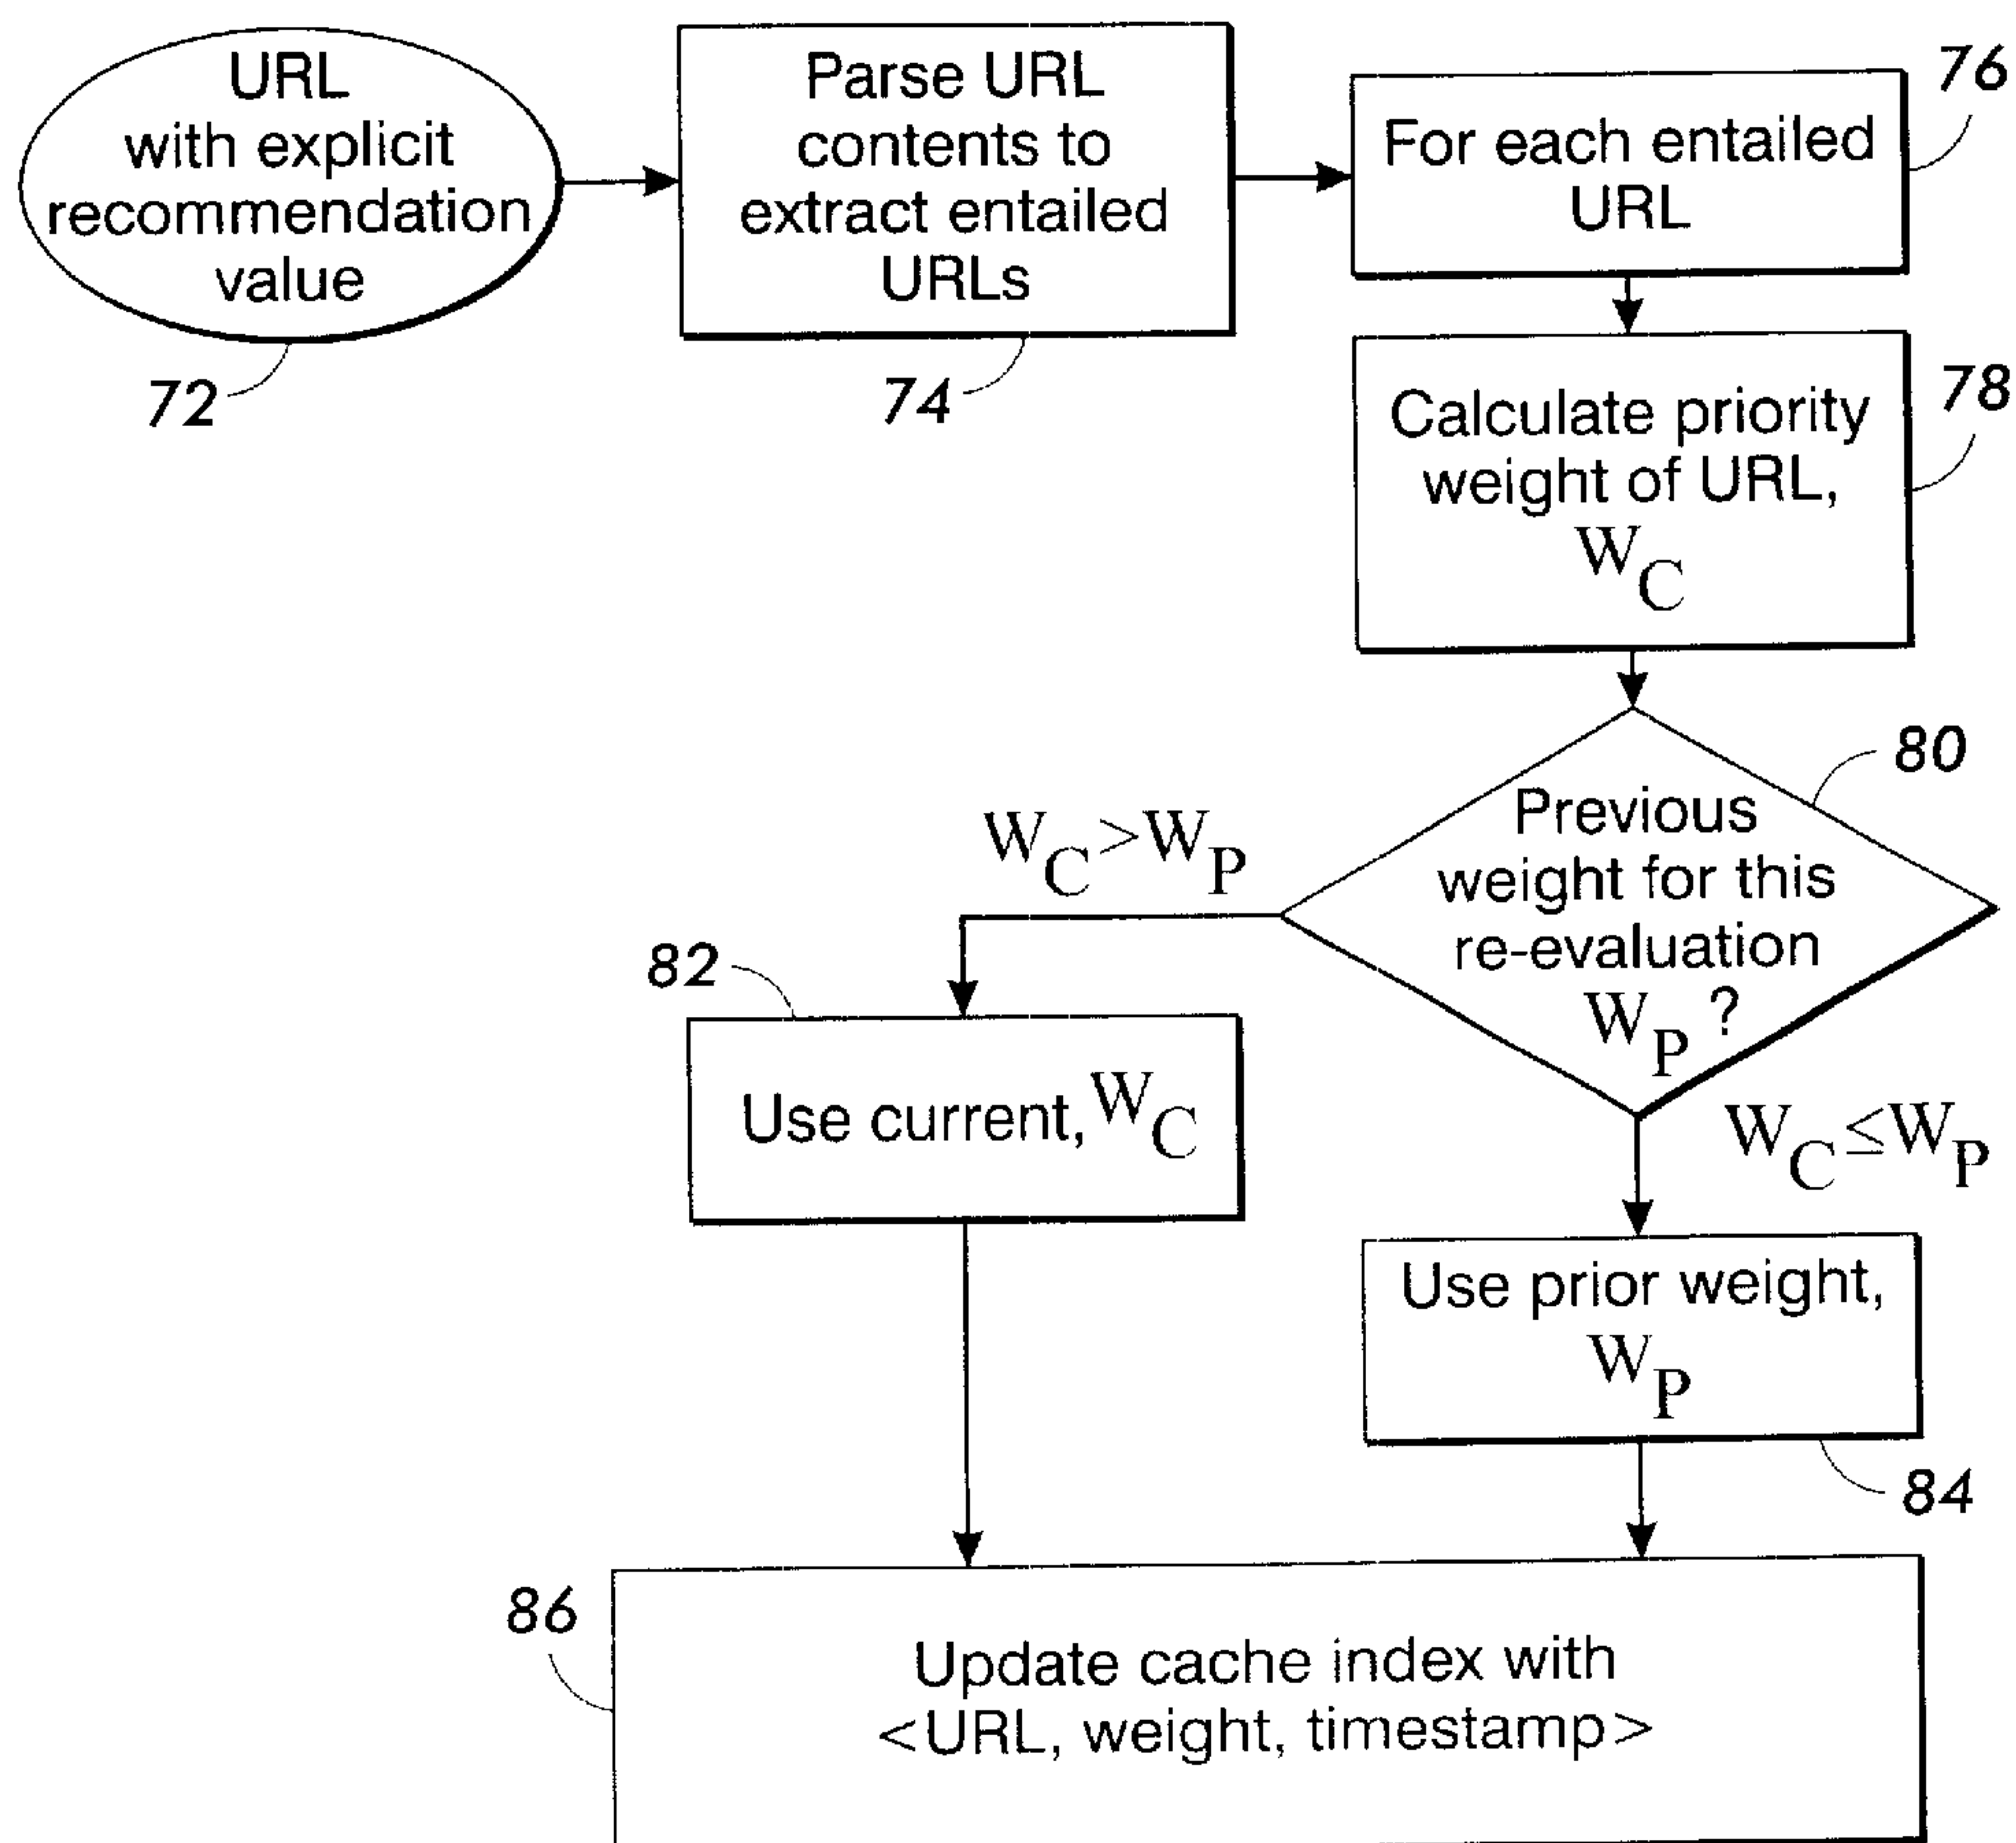 URL
with explicit
recommendation
value
72
Parse URL
contents to
extract entailed
URLs
74
For each entailed
URL
76
Calculate priority
weight of URL,
W_C
78
Previous
weight for this
re-evaluation
W_P ?
80
W_C>W_P
W_C≤W_P
82
Use current, W_C
Use prior weight,
W_P
84
86
Update cache index with
<URL, weight, timestamp>